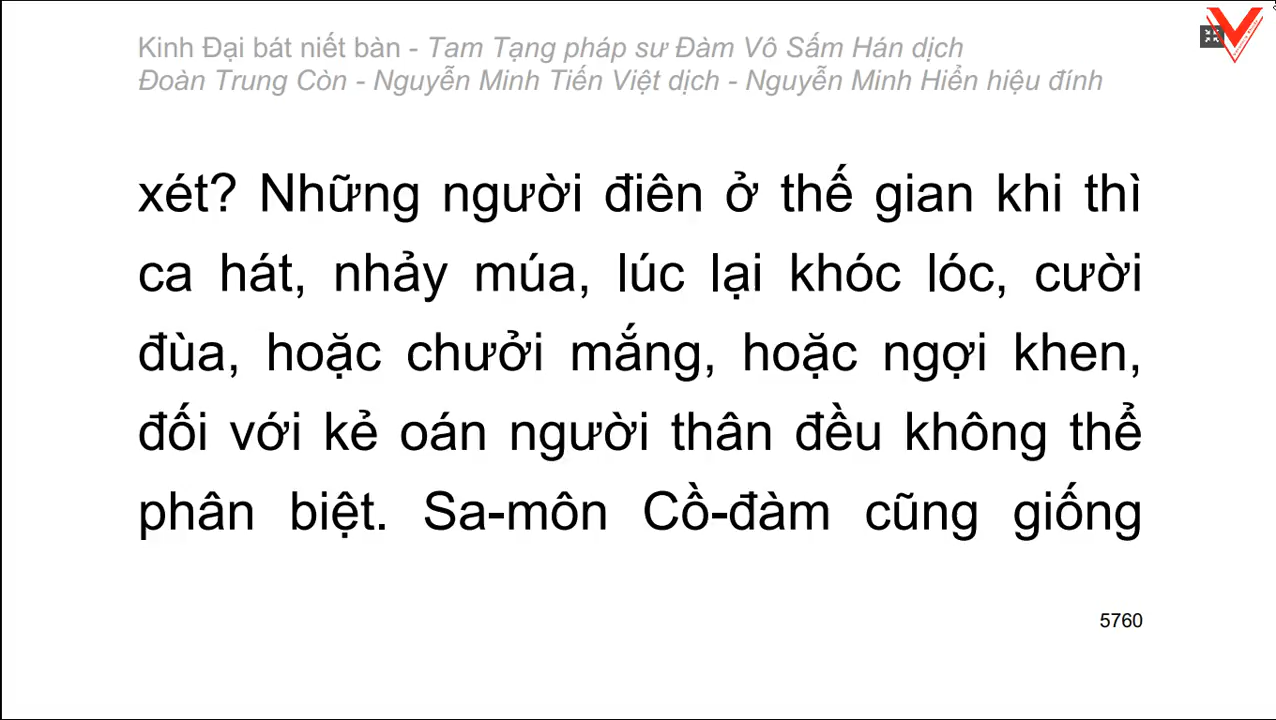 Kinh Đại bát niết bàn - Tam Tạng pháp sư Đàm Vô Sấm Hán dịch
Đoàn Trung Còn - Nguyễn Minh Tiến Việt dịch - Nguyễn Minh Hiển hiệu đính
xét? Những người điên ở thế gian khi thì
ca hát, nhảy múa, lúc lại khóc lóc, cười
đùa, hoặc chưởi mắng, hoặc ngợi khen,
đối với kẻ oán người thân đều không thể
phân biệt. Sa-môn Cồ-đàm cũng giống
5760